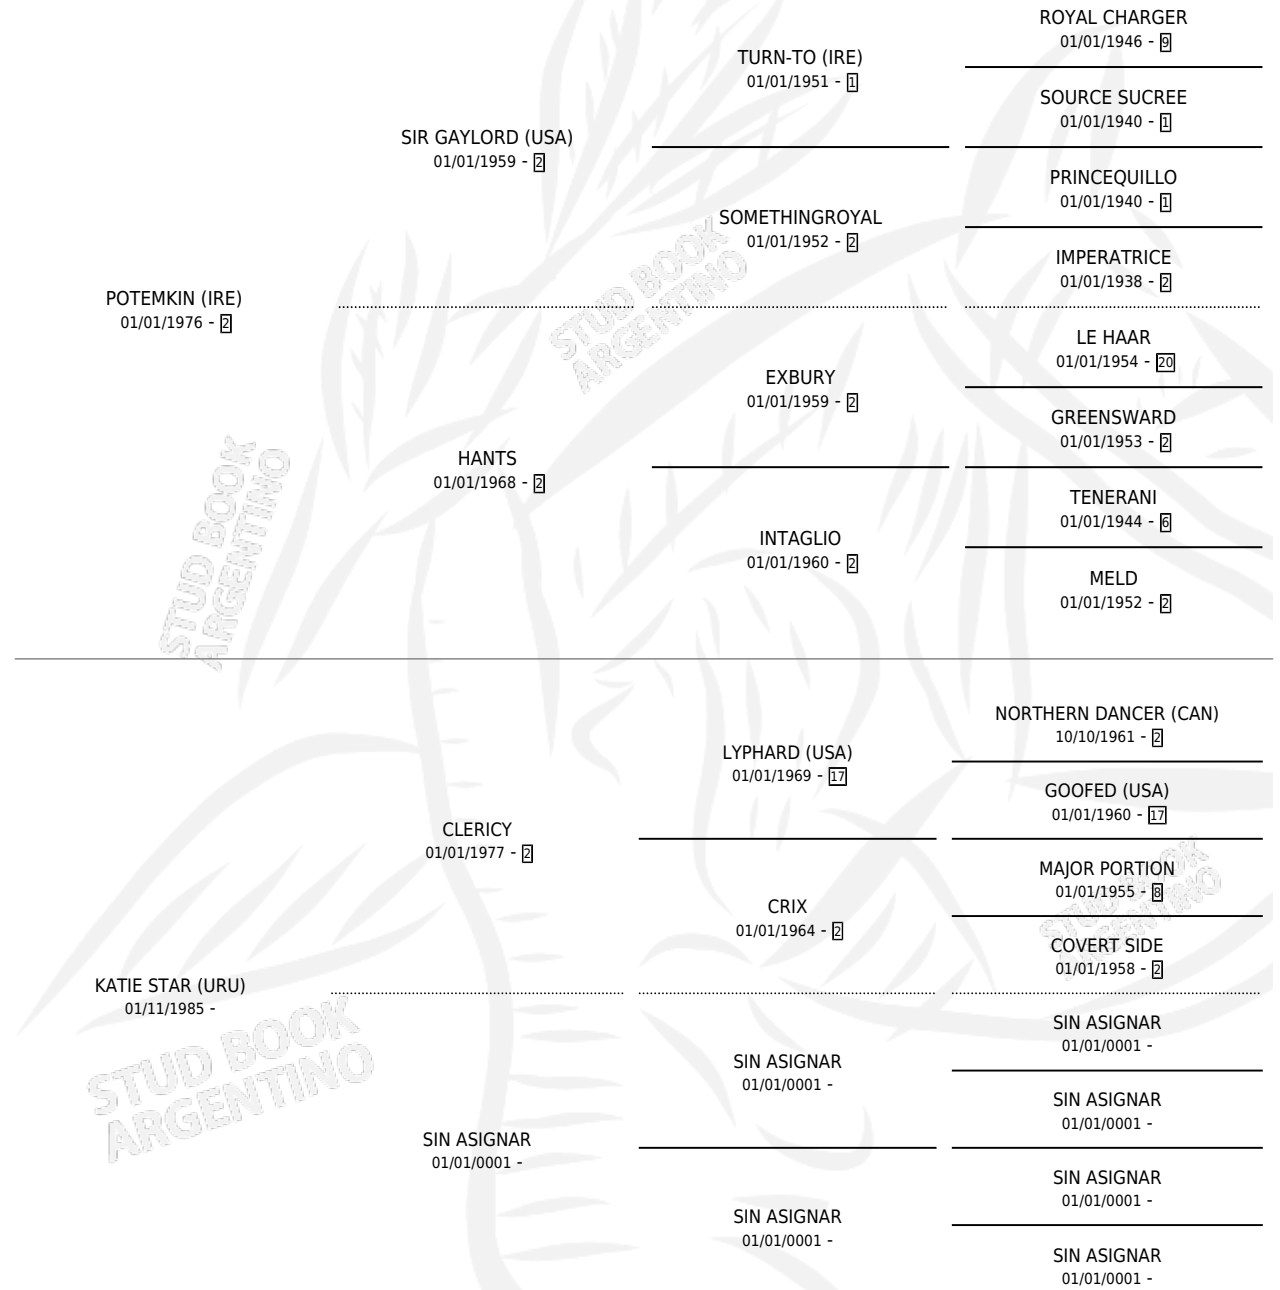 ROYAL CHARGER
01/01/1946 - 9
TURN-TO (IRE)
01/01/1951 - 1
SOURCE SUCREE
01/01/1940 - 1
SIR GAYLORD (USA)
01/01/1959 - 2
PRINCEQUILLO
01/01/1940 - 1
SOMETHINGROYAL
01/01/1952 - 2
IMPERATRICE
01/01/1938 - 2
POTEMKIN (IRE)
01/01/1976 - 2
STUD BOOK
ARGENTINO
LE HAAR
01/01/1954 - 20
EXBURY
01/01/1959 - 2
GREENSWARD
01/01/1953 - 2
HANTS
01/01/1968 - 2
TENERANI
01/01/1944 - 6
INTAGLIO
01/01/1960 - 2
MELD
01/01/1952 - 2
STUD BOOK
ARGENTINO
NORTHERN DANCER (CAN)
10/10/1961 - 2
LYPHARD (USA)
01/01/1969 - 17
GOOFED (USA)
01/01/1960 - 17
CLERICY
01/01/1977 - 2
MAJOR PORTION
01/01/1955 - 8
CRIX
01/01/1964 - 2
COVERT SIDE
01/01/1958 - 2
STUD BOOK
ARGENTINO
KATIE STAR (URU)
01/11/1985 -
SIN ASIGNAR
01/01/0001 -
SIN ASIGNAR
01/01/0001 -
SIN ASIGNAR
01/01/0001 -
STUD BOOK
ARGENTINO
SIN ASIGNAR
01/01/0001 -
SIN ASIGNAR
01/01/0001 -
SIN ASIGNAR
01/01/0001 -
SIN ASIGNAR
01/01/0001 -